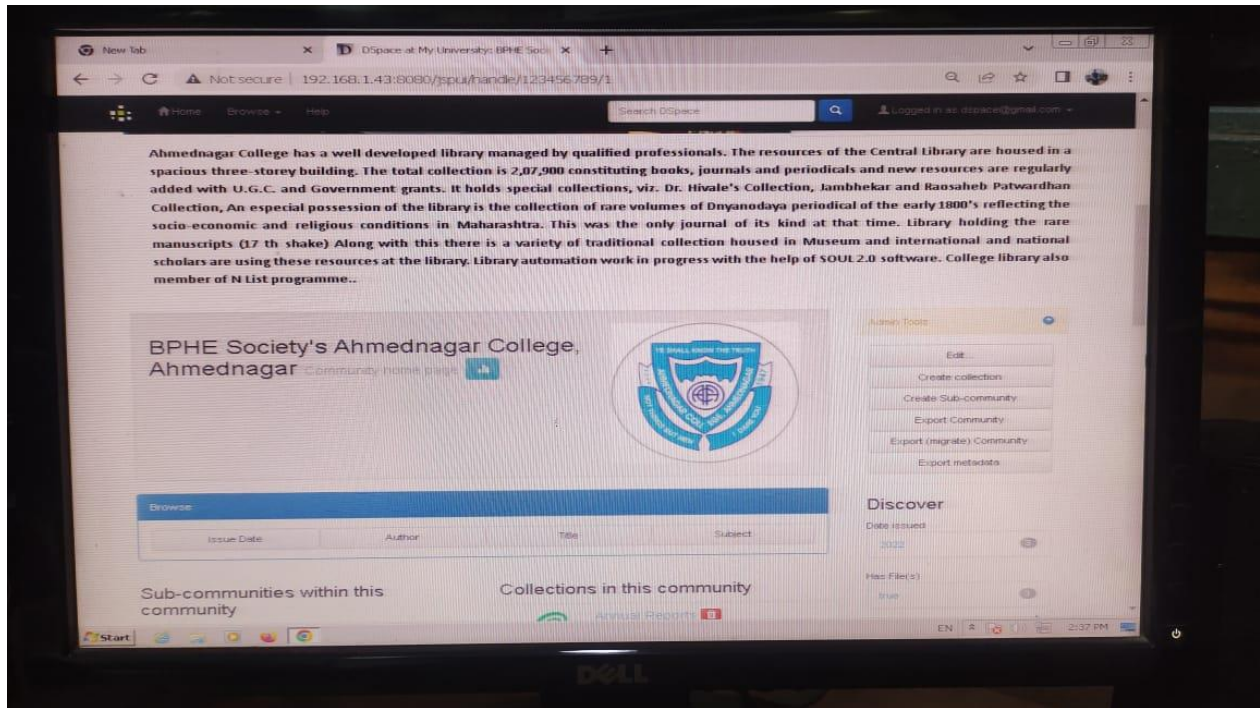 New Tab
DSpace at My University: BPHE Soci
Not secure 192.168.1.43:8080/jspui/handle/123456789/1
Home Browse Help Search DSpace Logged in as dspace@gmail.com
Ahmednagar College has a well developed library managed by qualified professionals. The resources of the Central Library are housed in a
spacious three-storey building. The total collection is 2,07,900 constituting books, journals and periodicals and new resources are regularly
added with U.G.C. and Government grants. It holds special collections, viz. Dr. Hivale's Collection, Jambhekar and Raosaheb Patwardhan
Collection, An especial possession of the library is the collection of rare volumes of Dnyanodaya periodical of the early 1800's reflecting the
socio-economic and religious conditions in Maharashtra. This was the only journal of its kind at that time. Library holding the rare
manuscripts (17 th shake) Along with this there is a variety of traditional collection housed in Museum and international and national
scholars are using these resources at the library. Library automation work in progress with the help of SOUL 2.0 software. College library also
member of N List programme..
BPHE Society's Ahmednagar College,
Ahmednagar Community home page
YE SHALL KNOW THE TRUTH
Admin Tools
Edit...
Create collection
Create Sub-community
Export Community
Export (migrate) Community
Export metadata
Browse
Issue Date Author Title Subject
Discover
Date issued
2022
Has File(s)
true
Sub-communities within this
community
Collections in this community
Annual Reports
Start
EN 2:37 PM
DELL